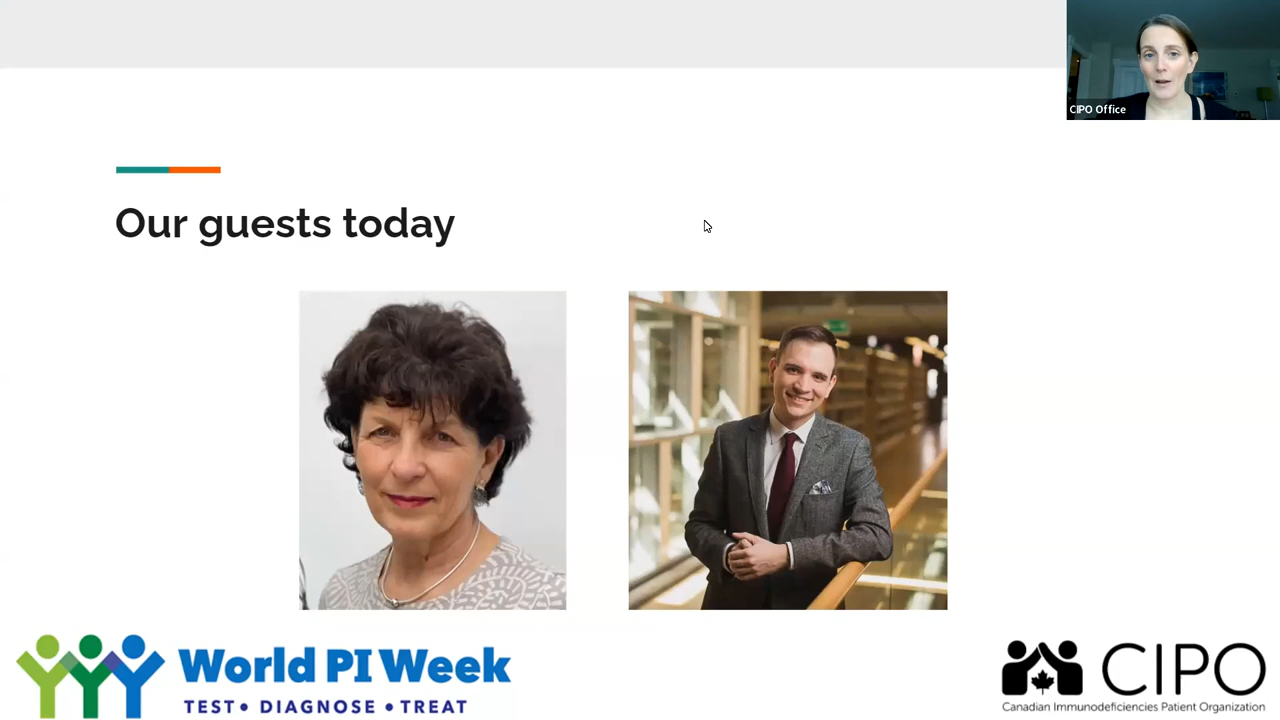 CIPO Office
Our guests today
World PI Week
TEST • DIAGNOSE • TREAT
CIPO
Canadian Immunodeficiencies Patient Organization